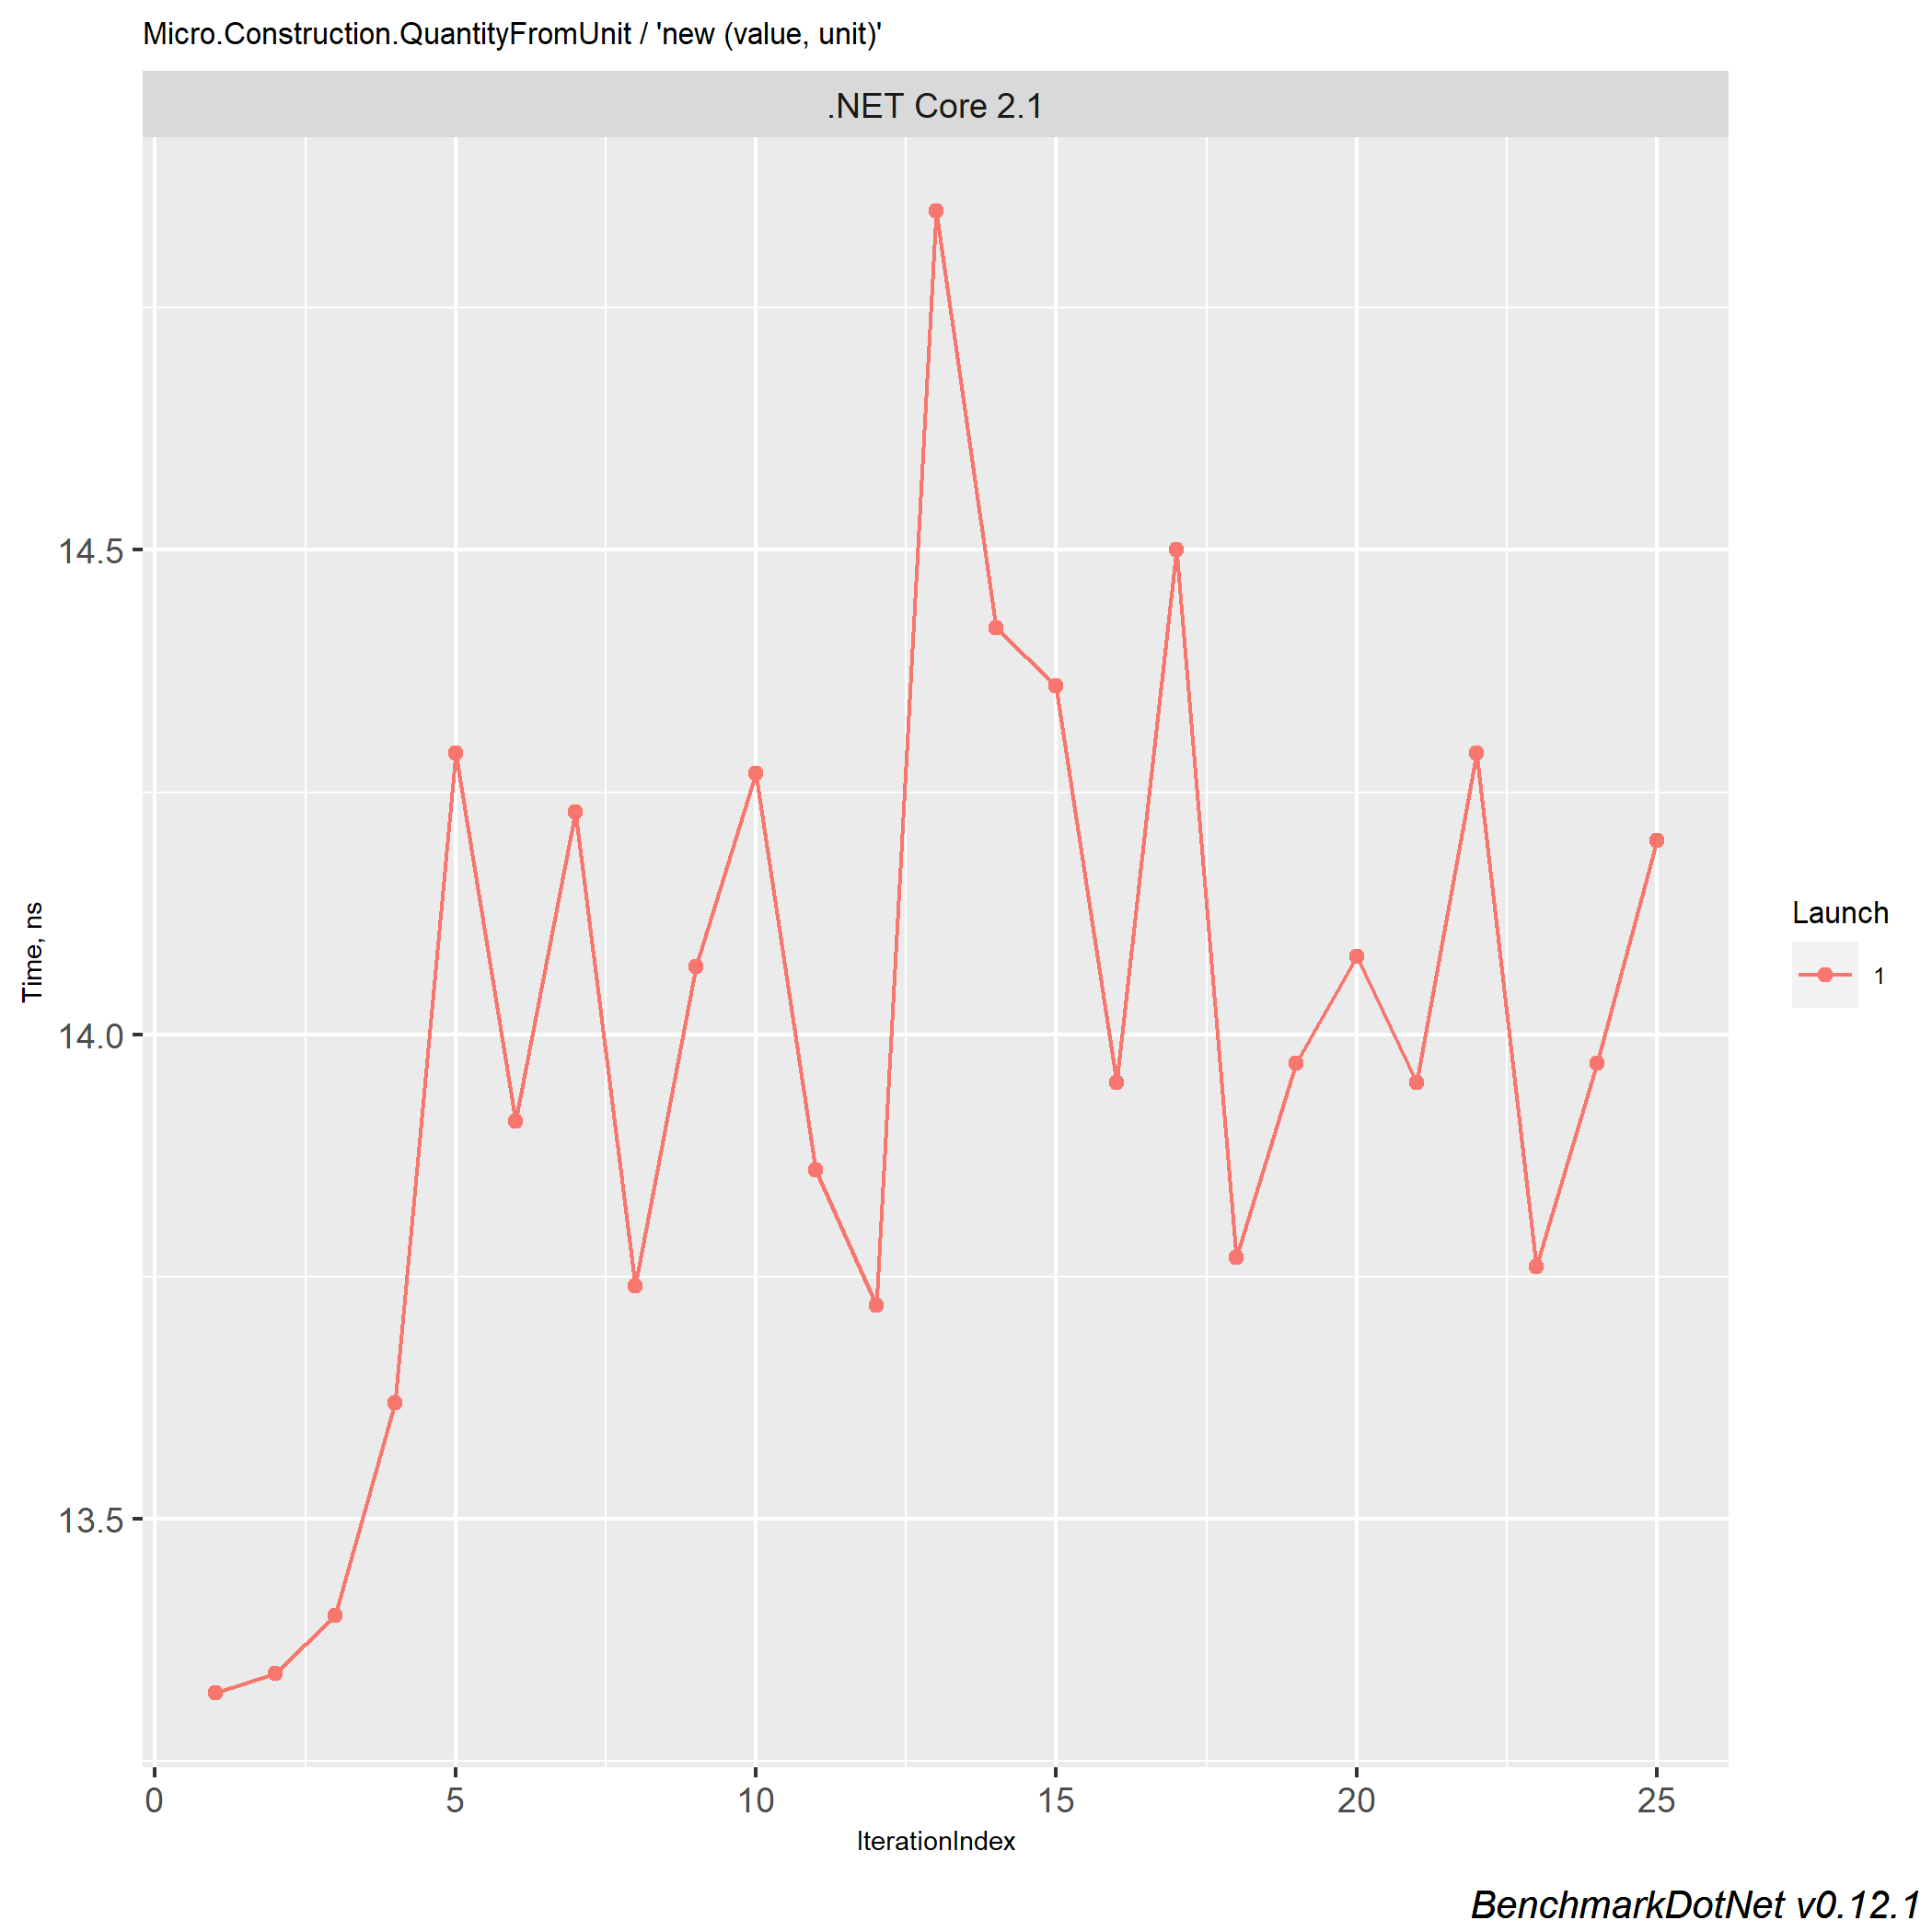 Micro.Construction.QuantityFromUnit / 'new (value, unit)'
.NET Core 2.1
Time, ns
14.5
14.0
13.5
0 5 10 15 20 25
IterationIndex
Launch
1
BenchmarkDotNet v0.12.1